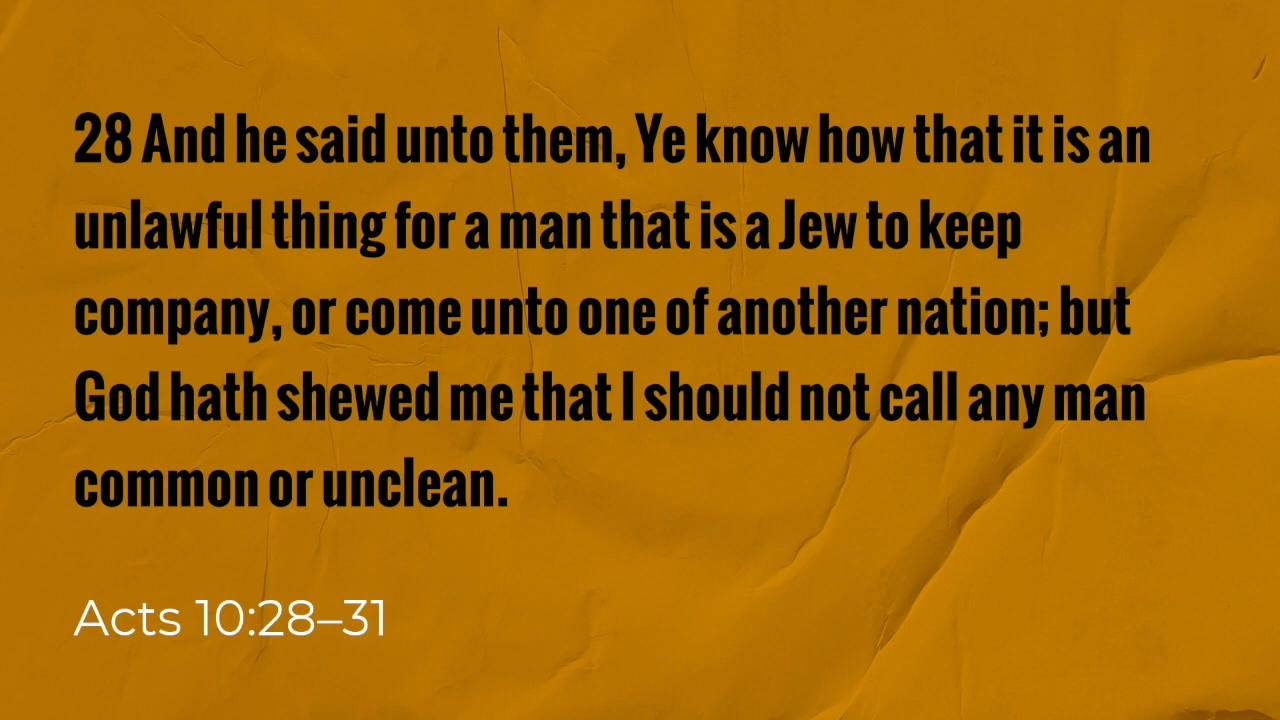 28 And he said unto them, Ye know how that it is an
unlawful thing for a man that is a Jew to keep
company, or come unto one of another nation; but
God hath shewed me that I should not call any man
common or unclean.
Acts 10:28–31